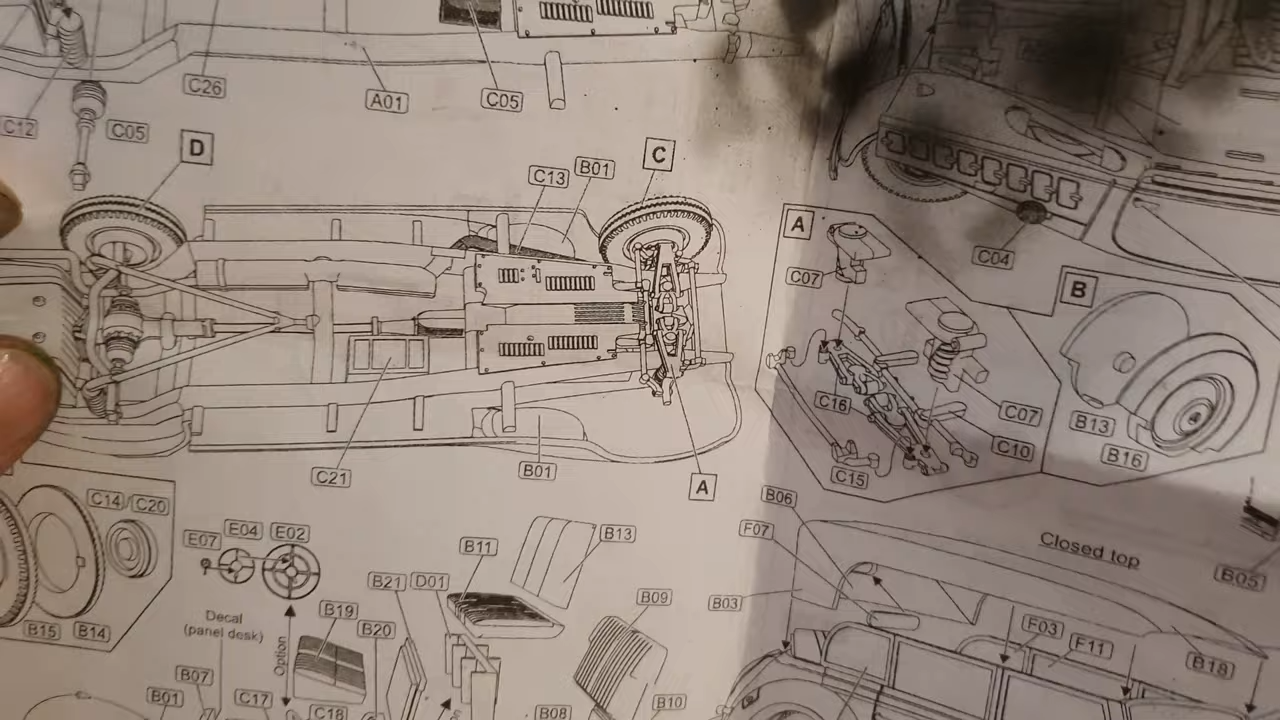 C26
A01
C05
C12
C05
D
C13
B01
C
C21
B01
A
A
C07
C04
B
C16
C07
C10
C15
B13
B16
C14/C20
B15
B14
E07
E04
E02
Decal
(panel desk)
Option
B19
B21
D01
B20
B11
B13
B09
B07
B01
C17
C18
B08
B10
B06
F07
B03
Closed top
B05
F03
F11
B18